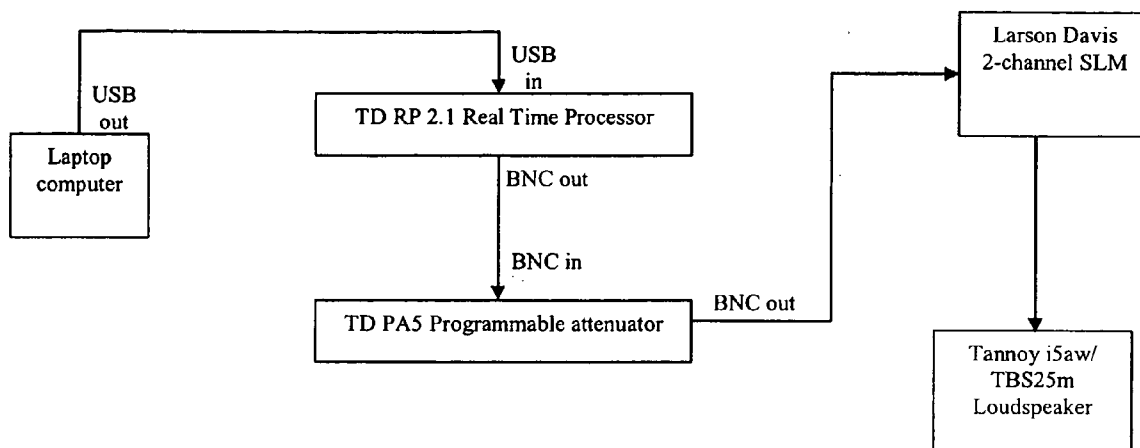 Laptop
computer
USB
out
USB
in
TD RP 2.1 Real Time Processor
BNC out
BNC in
TD PA5 Programmable attenuator
BNC out
Larson Davis
2-channel SLM
Tannoy i5aw/
TBS25m
Loudspeaker